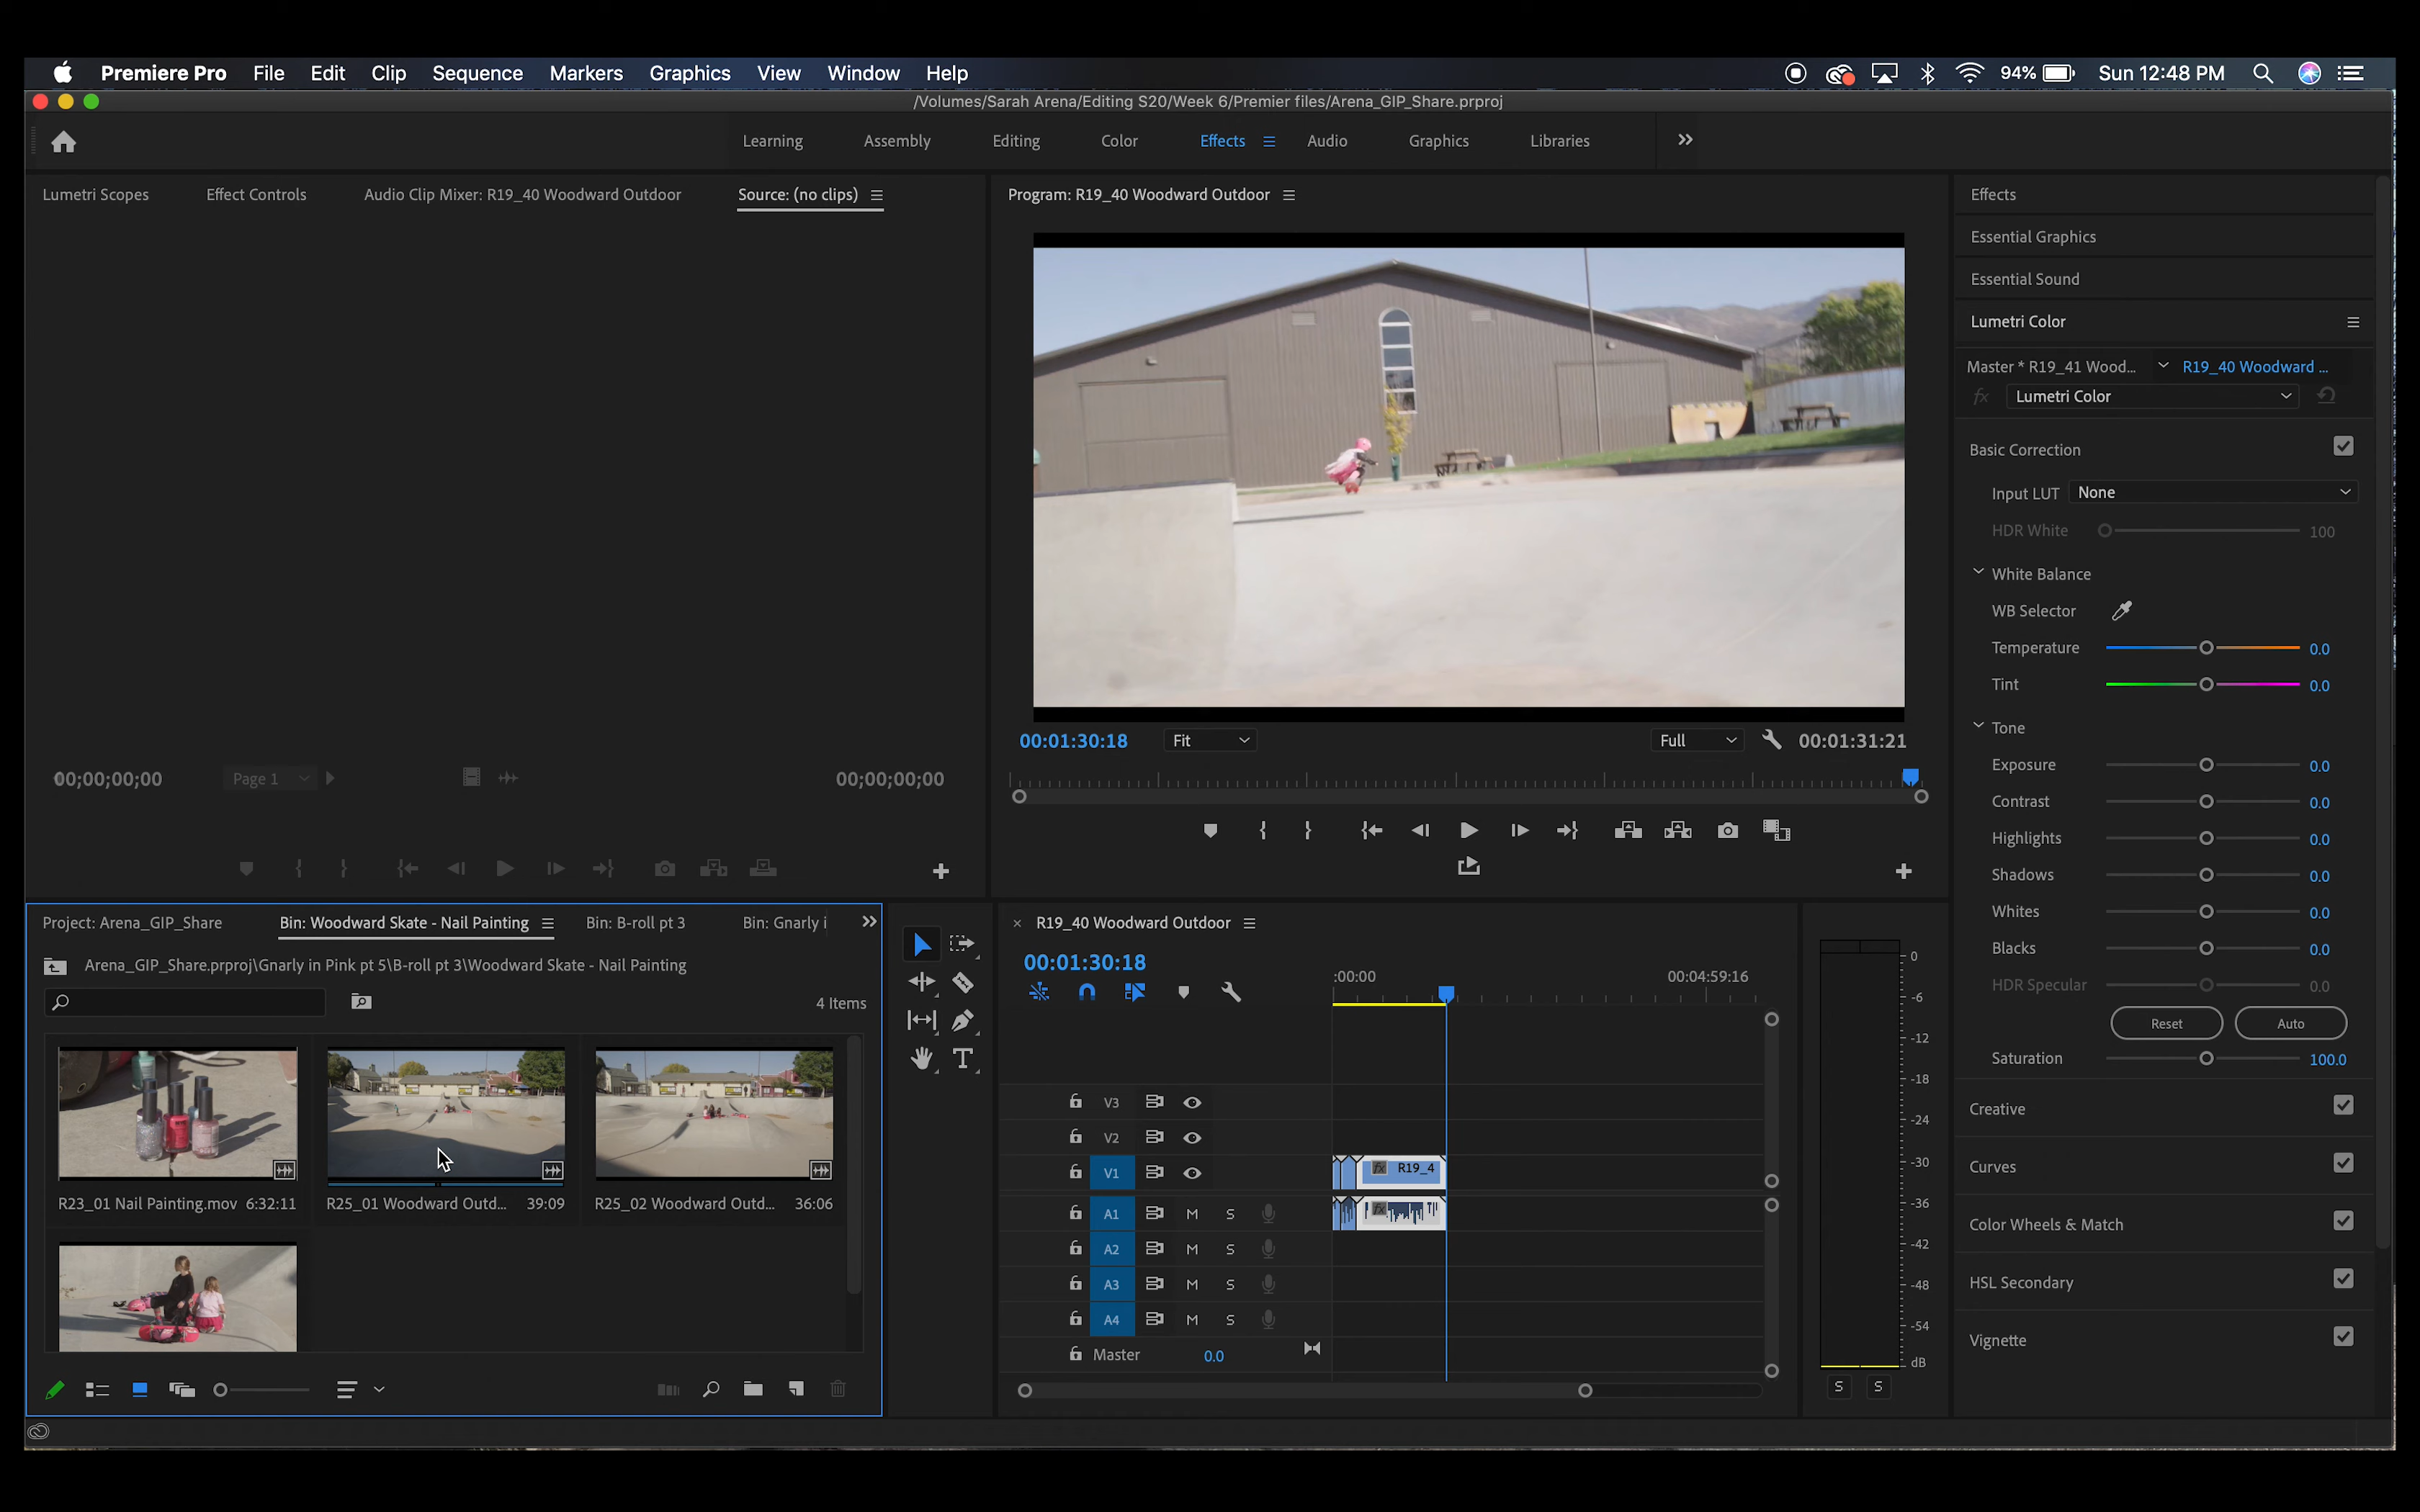 Premiere Pro File Edit Clip Sequence Markers Graphics View Window Help 94% Sun 12:48 PM
/Volumes/Sarah Arena/Editing S20/Week 6/Premier files/Arena_GIP_Share.prproj
Learning Assembly Editing Color Effects Audio Graphics Libraries
Lumetri Scopes Effect Controls Audio Clip Mixer: R19_40 Woodward Outdoor Source: (no clips)
Program: R19_40 Woodward Outdoor
00:01:30:18 Fit Full 00:01:31:21
00;00;00;00 Page 1 00;00;00;00
Effects
Essential Graphics
Essential Sound
Lumetri Color
Master * R19_41 Wood... R19_40 Woodward ...
fx Lumetri Color
Basic Correction
Input LUT None
HDR White 100
White Balance
WB Selector
Temperature 0.0
Tint 0.0
Tone
Exposure 0.0
Contrast 0.0
Highlights 0.0
Shadows 0.0
Whites 0.0
Blacks 0.0
HDR Specular 0.0
Reset Auto
Saturation 100.0
Creative
Curves
Color Wheels & Match
HSL Secondary
Vignette
Project: Arena_GIP_Share Bin: Woodward Skate - Nail Painting Bin: B-roll pt 3 Bin: Gnarly i
Arena_GIP_Share.prproj\Gnarly in Pink pt 5\B-roll pt 3\Woodward Skate - Nail Painting
4 Items
R23_01 Nail Painting.mov 6:32:11 R25_01 Woodward Outd... 39:09 R25_02 Woodward Outd... 36:06
× R19_40 Woodward Outdoor
00:01:30:18
:00:00 00:04:59:16
V3
V2
V1 fx R19_4
A1 M S fx
A2 M S
A3 M S
A4 M S
Master 0.0
0
-6
-12
-18
-24
-30
-36
-42
-48
-54
dB
S S